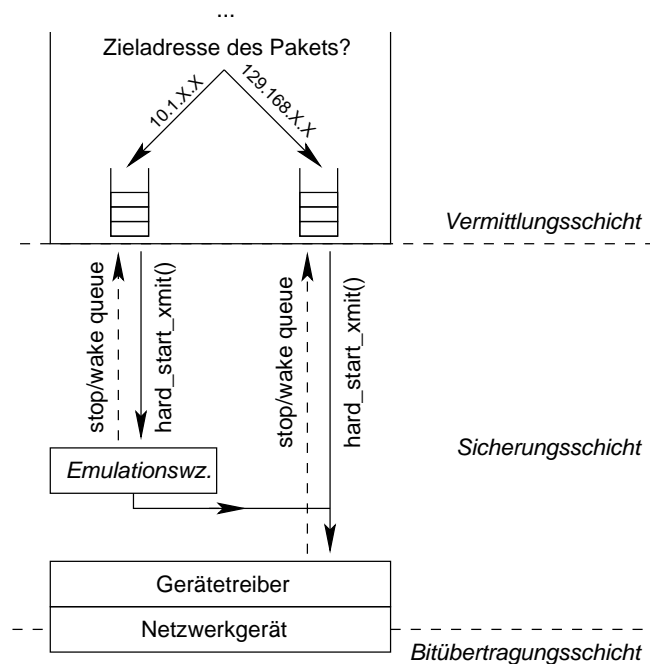 ...
Zieladresse des Pakets?
10.1.X.X
129.168.X.X
Vermittlungsschicht
stop/wake queue
hard_start_xmit()
stop/wake queue
hard_start_xmit()
Sicherungsschicht
Emulationswz.
Gerätetreiber
Netzwerkgerät
Bitübertragungsschicht